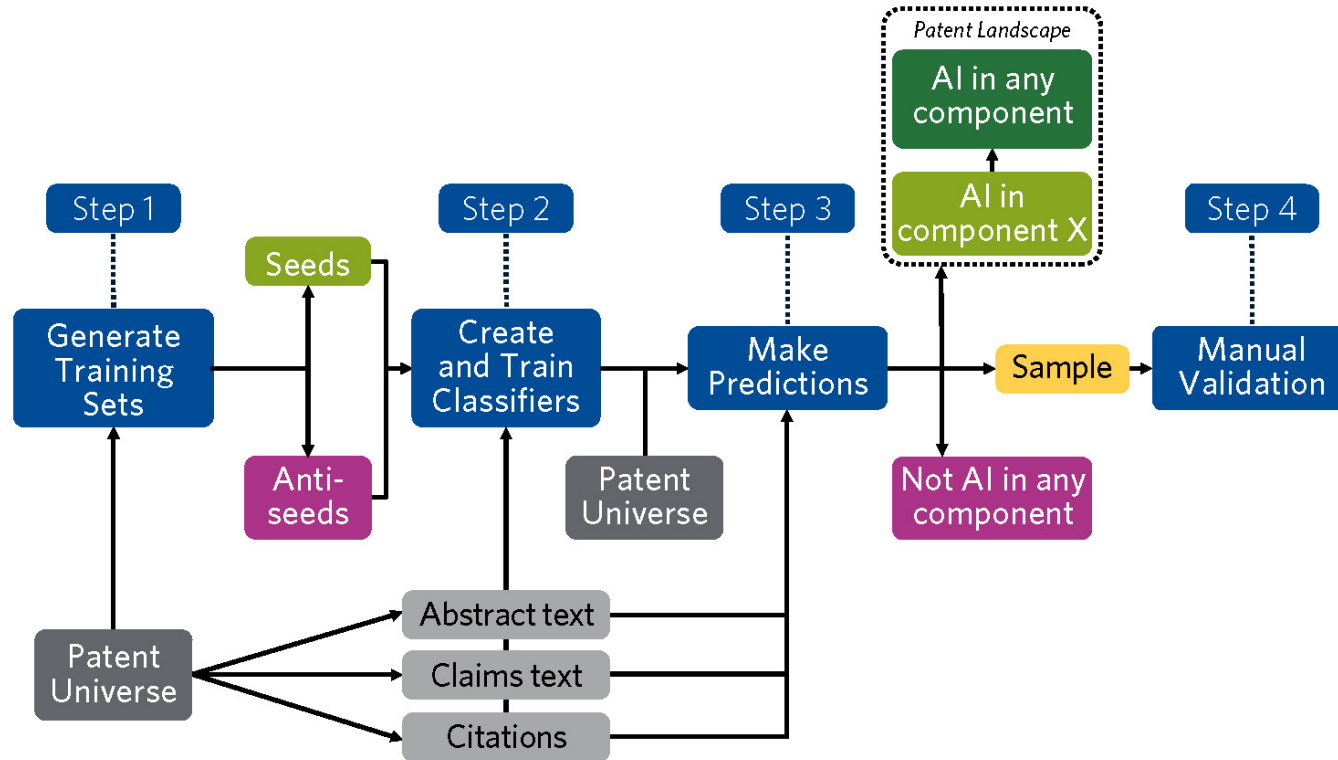 Patent Landscape
AI in any
component
Step 1
Step 2
Step 3
AI in
component X
Step 4
Seeds
Generate
Training
Sets
Create
and Train
Classifiers
Make
Predictions
Sample
Manual
Validation
Anti-
seeds
Patent
Universe
Not AI in any
component
Abstract text
Patent
Universe
Claims text
Citations